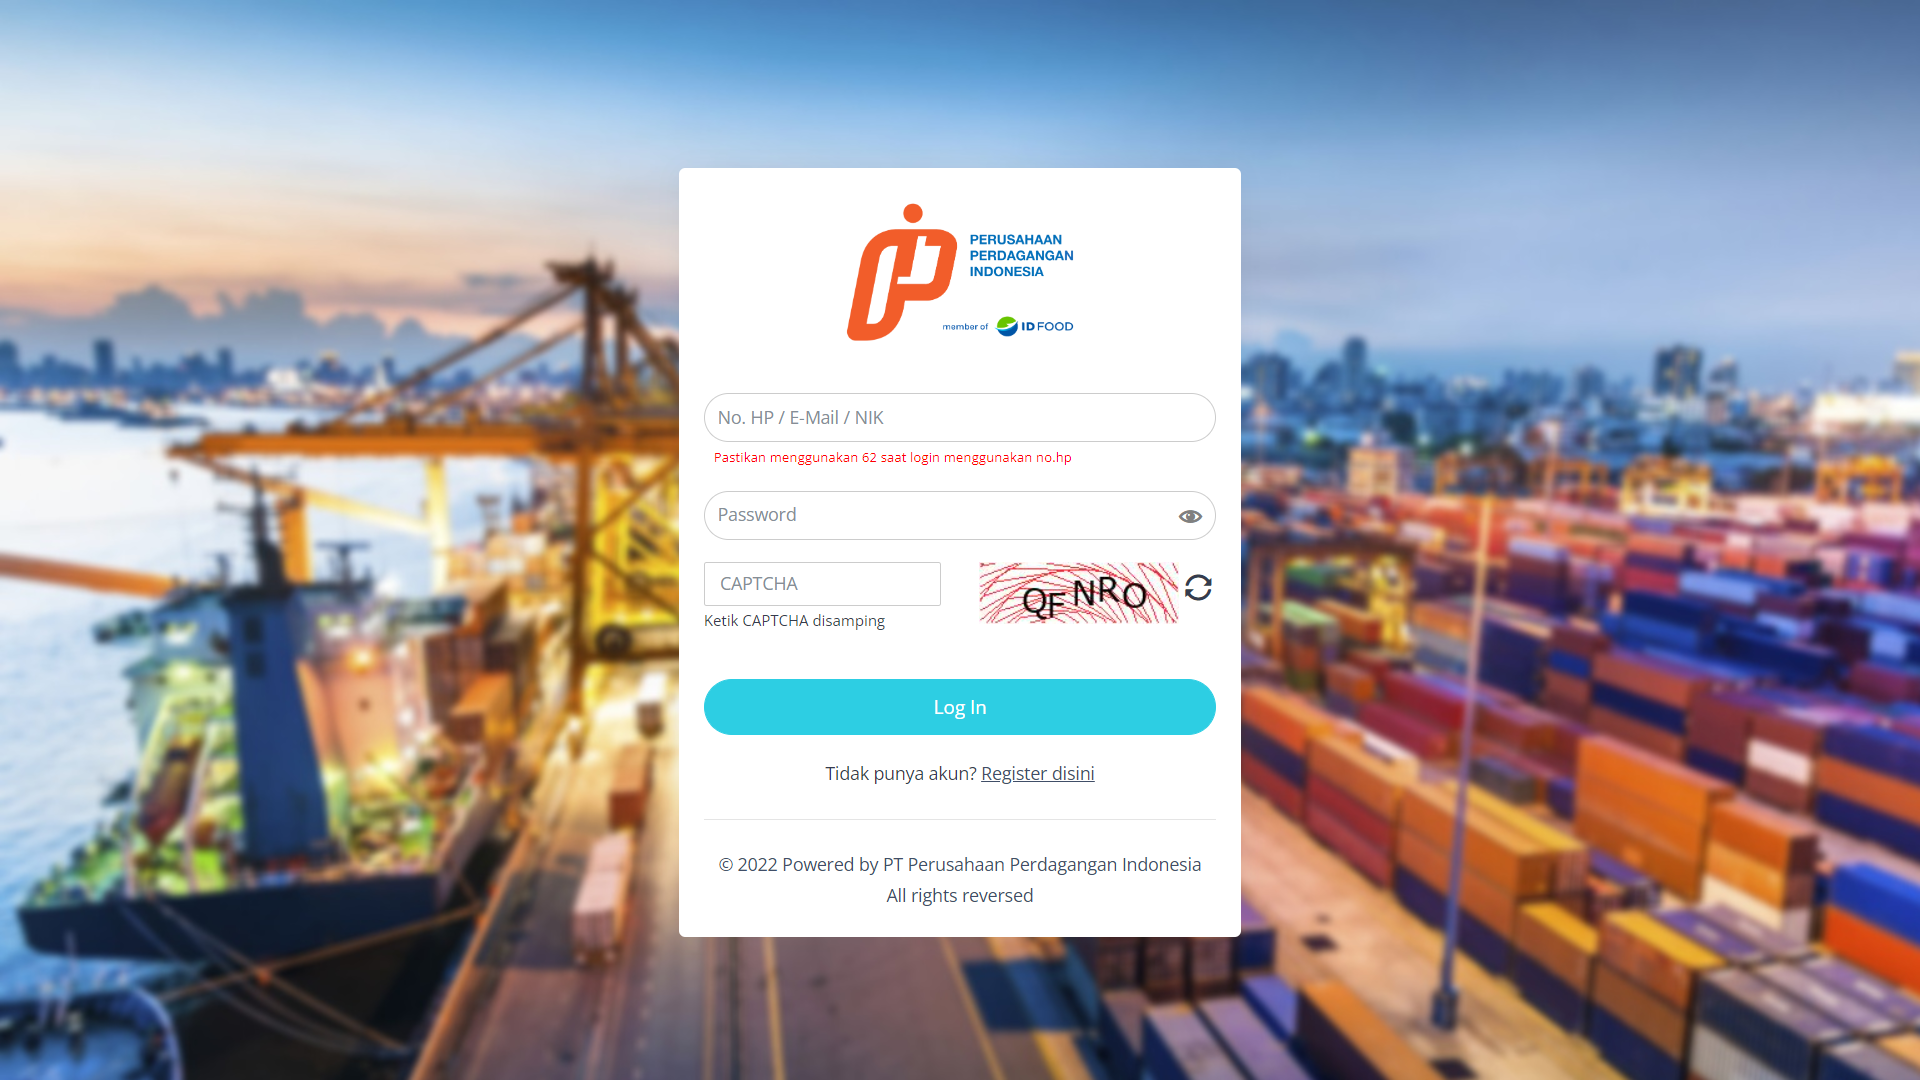 PERUSAHAAN
PERDAGANGAN
INDONESIA
member of ID FOOD
No. HP / E-Mail / NIK
Pastikan menggunakan 62 saat login menggunakan no.hp
Password
CAPTCHA
QFNRO
Ketik CAPTCHA disamping
Log In
Tidak punya akun? Register disini
© 2022 Powered by PT Perusahaan Perdagangan Indonesia
All rights reversed